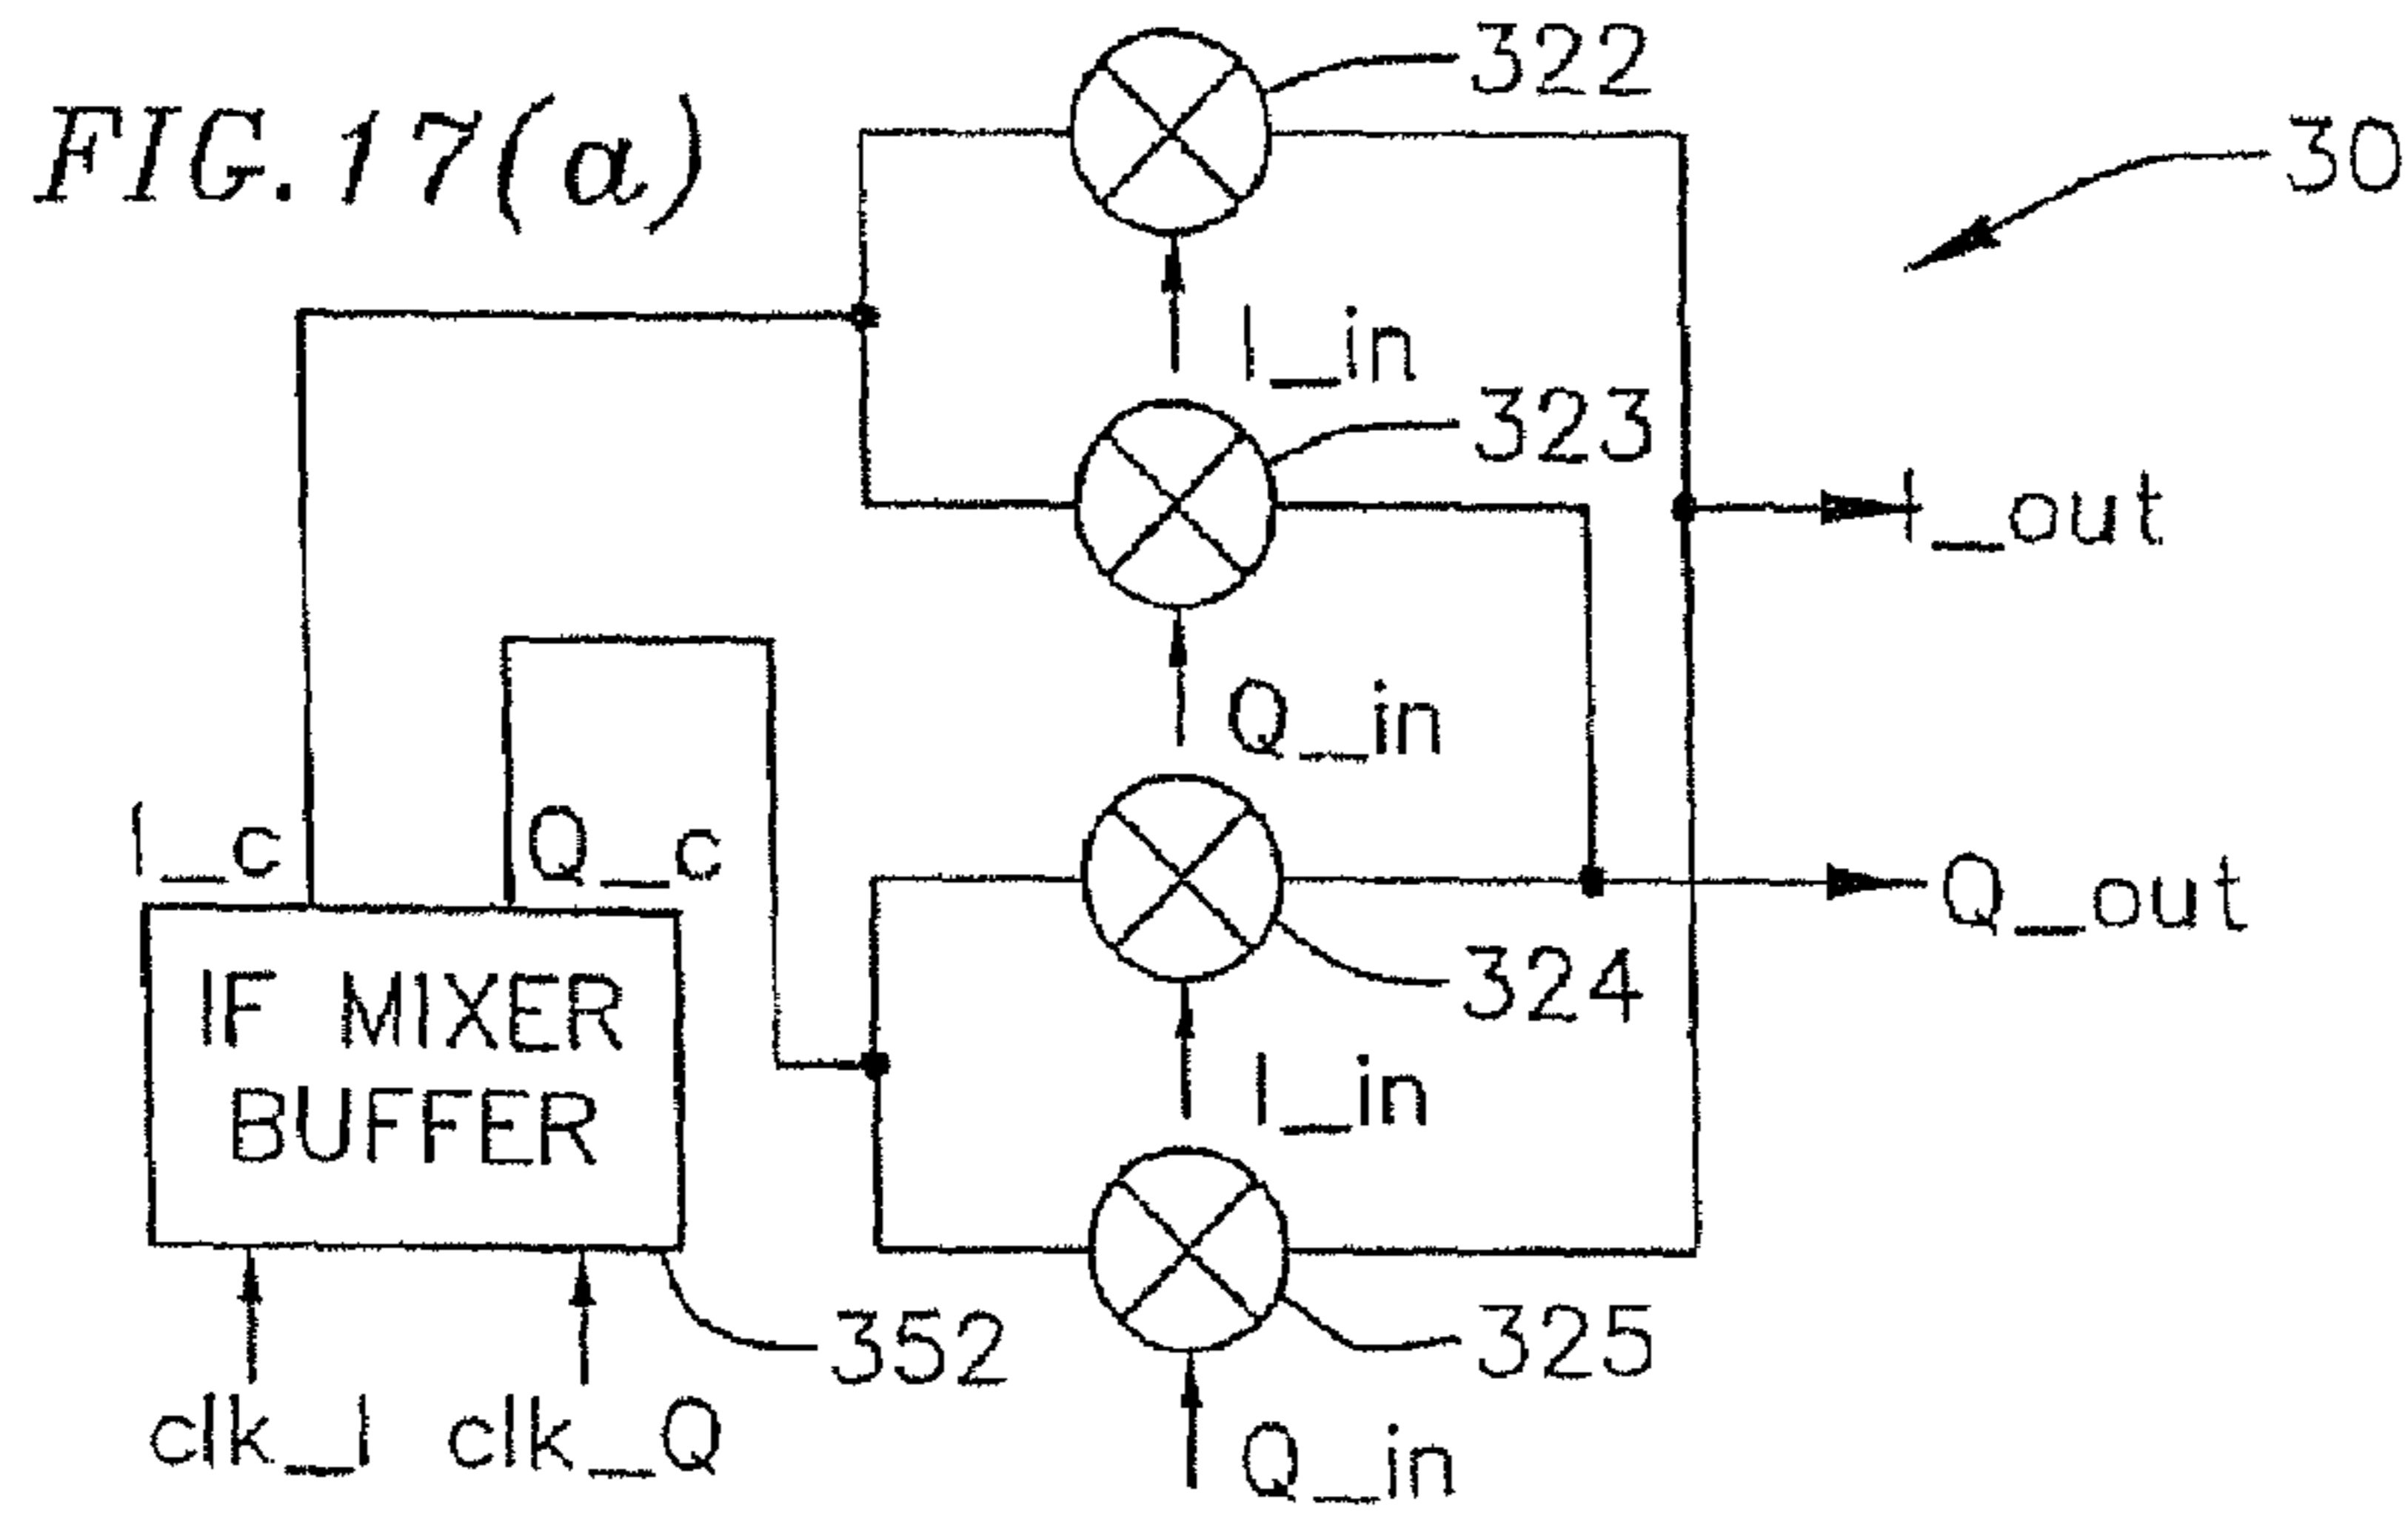 FIG. 17(a)
322
30
I_in
323
I_out
Q_in
I_c
Q_c
Q_out
IF MIXER
BUFFER
324
I_in
352
325
clk_I
clk_Q
Q_in